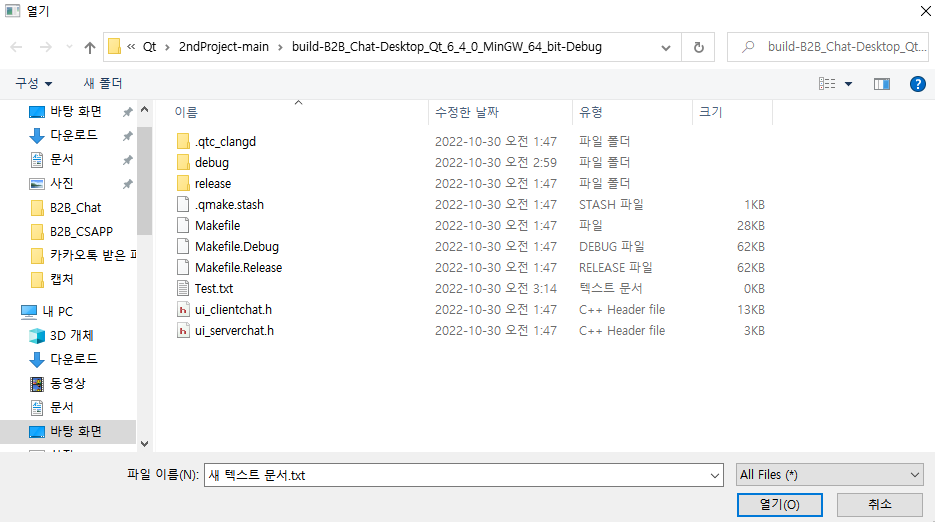 열기
« Qt › 2ndProject-main › build-B2B_Chat-Desktop_Qt_6_4_0_MinGW_64_bit-Debug
build-B2B_Chat-Desktop_Qt...
구성 새 폴더
바탕 화면
다운로드
문서
사진
B2B_Chat
B2B_CSAPP
카카오톡 받은 파
캡처
내 PC
3D 개체
다운로드
동영상
문서
바탕 화면
이름 수정한 날짜 유형 크기
.qtc_clangd 2022-10-30 오전 1:47 파일 폴더
debug 2022-10-30 오전 2:59 파일 폴더
release 2022-10-30 오전 1:47 파일 폴더
.qmake.stash 2022-10-30 오전 1:47 STASH 파일 1KB
Makefile 2022-10-30 오전 1:47 파일 28KB
Makefile.Debug 2022-10-30 오전 1:47 DEBUG 파일 62KB
Makefile.Release 2022-10-30 오전 1:47 RELEASE 파일 62KB
Test.txt 2022-10-30 오전 3:14 텍스트 문서 0KB
ui_clientchat.h 2022-10-30 오전 1:47 C++ Header file 13KB
ui_serverchat.h 2022-10-30 오전 1:47 C++ Header file 3KB
파일 이름(N): 새 텍스트 문서.txt All Files (*)
열기(O) 취소